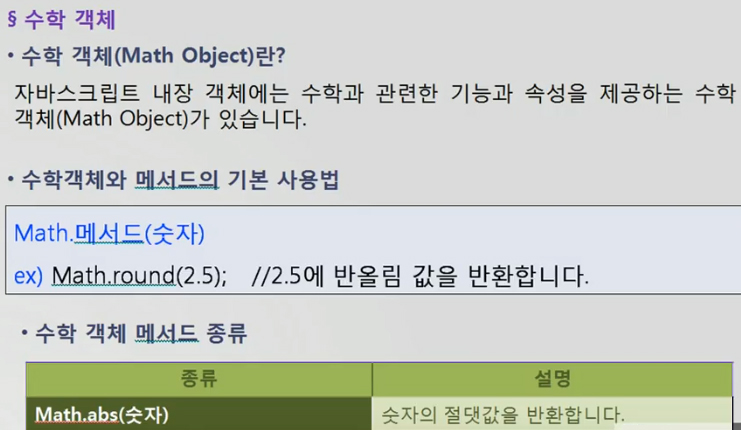 § 수학 객체
• 수학 객체(Math Object)란?
자바스크립트 내장 객체에는 수학과 관련한 기능과 속성을 제공하는 수학
객체(Math Object)가 있습니다.
• 수학객체와 메서드의 기본 사용법
Math.메서드(숫자)
ex) Math.round(2.5); //2.5에 반올림 값을 반환합니다.
• 수학 객체 메서드 종류
종류 설명
Math.abs(숫자) 숫자의 절댓값을 반환합니다.